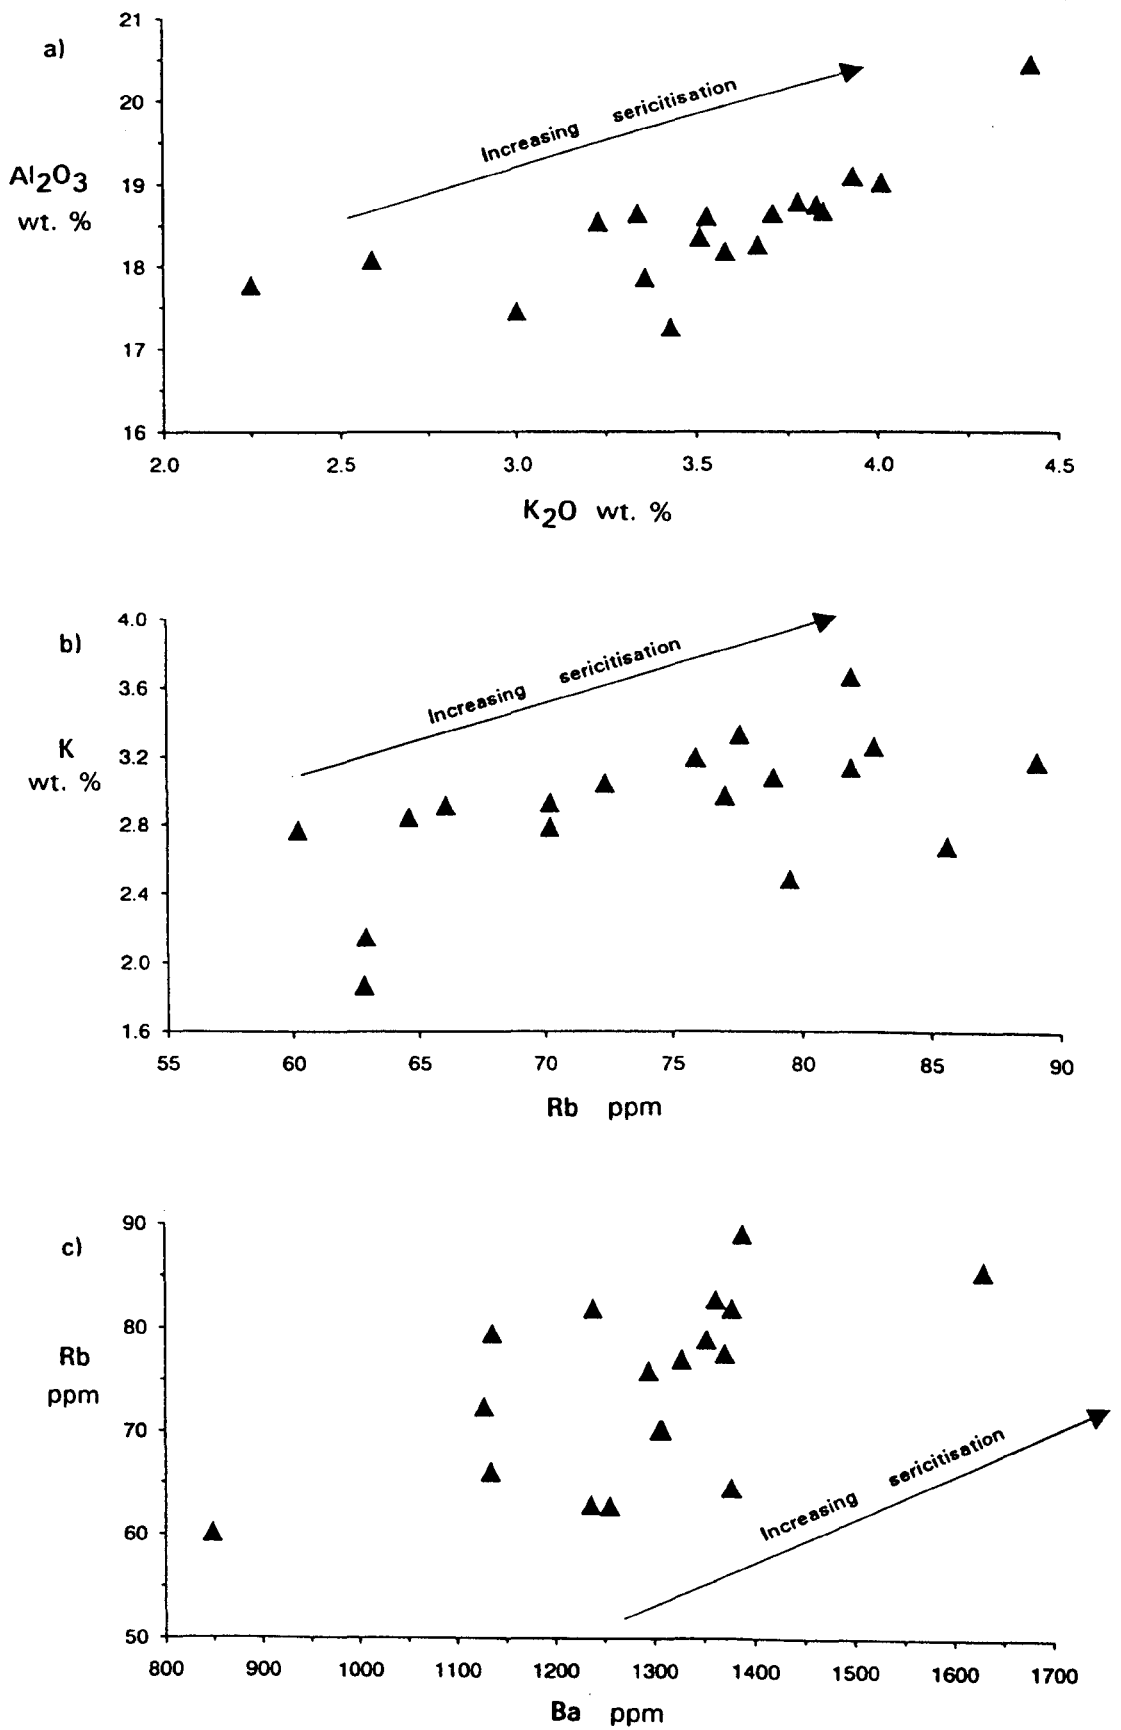 a)
21
20
19
18
17
16
Al2O3
wt. %
Increasing sericitisation
2.0 2.5 3.0 3.5 4.0 4.5
K2O wt. %
b)
4.0
3.6
3.2
2.8
2.4
2.0
1.6
K
wt. %
Increasing sericitisation
55 60 65 70 75 80 85 90
Rb ppm
c)
90
80
70
60
50
Rb
ppm
Increasing sericitisation
800 900 1000 1100 1200 1300 1400 1500 1600 1700
Ba ppm